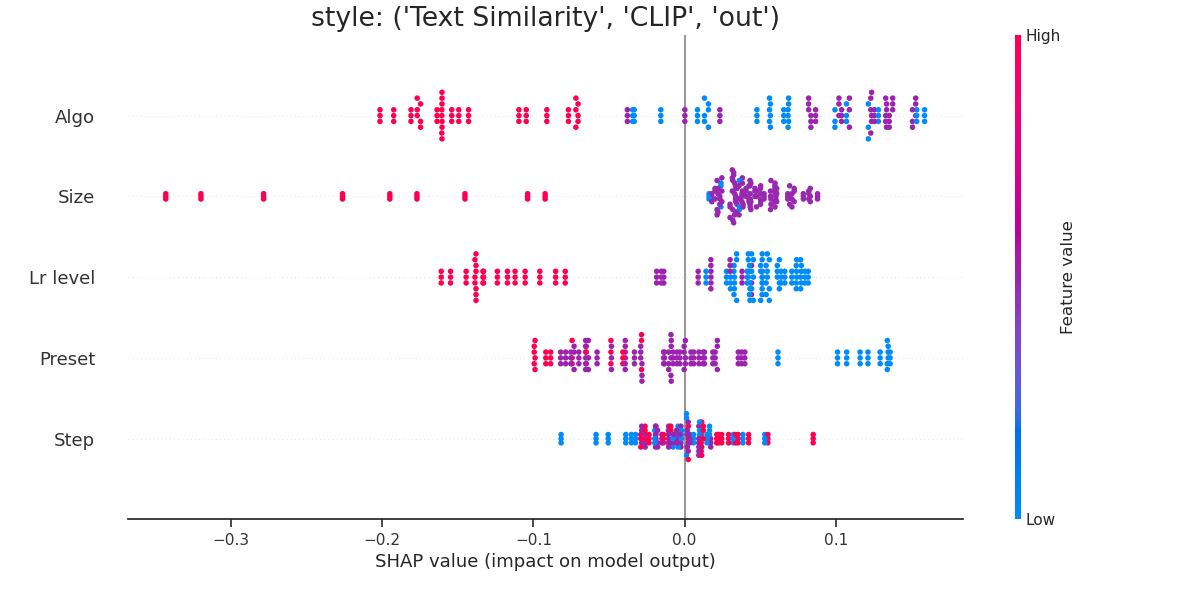 style: ('Text Similarity', 'CLIP', 'out')
High
Algo
Size
Lr level
Preset
Step
Feature value
Low
−0.3
−0.2
−0.1
0.0
0.1
SHAP value (impact on model output)